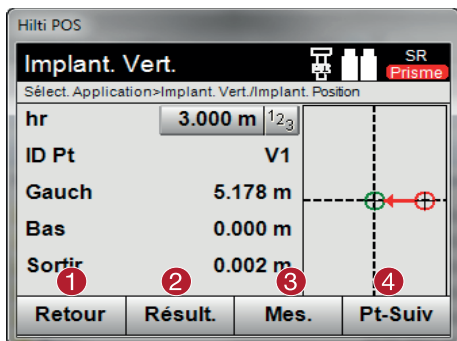 Hilti POS
Implant. Vert. SR
Prisme
Sélect. Application>Implant. Vert./Implant. Position
hr 3.000 m 123
ID Pt V1
Gauch 5.178 m
Bas 0.000 m
Sortir 0.002 m
1 2 3 4
Retour Résult. Mes. Pt-Suiv